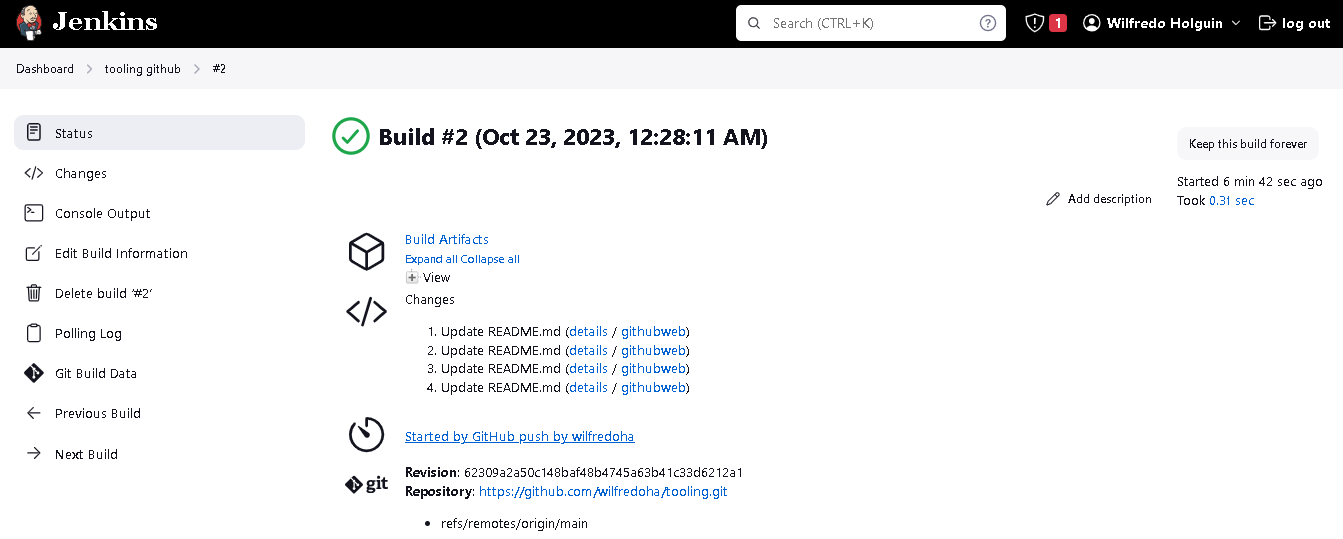 Jenkins
Search (CTRL+K)
?
1
Wilfredo Holguin
log out
Dashboard > tooling github > #2
Status
Changes
Console Output
Edit Build Information
Delete build '#2'
Polling Log
Git Build Data
Previous Build
Next Build
Build #2 (Oct 23, 2023, 12:28:11 AM)
Keep this build forever
Started 6 min 42 sec ago
Took 0.31 sec
Add description
Build Artifacts
Expand all Collapse all
View
Changes
1. Update README.md (details / githubweb)
2. Update README.md (details / githubweb)
3. Update README.md (details / githubweb)
4. Update README.md (details / githubweb)
Started by GitHub push by wilfredoha
git
Revision: 62309a2a50c148baf48b4745a63b41c33d6212a1
Repository: https://github.com/wilfredoha/tooling.git
• refs/remotes/origin/main